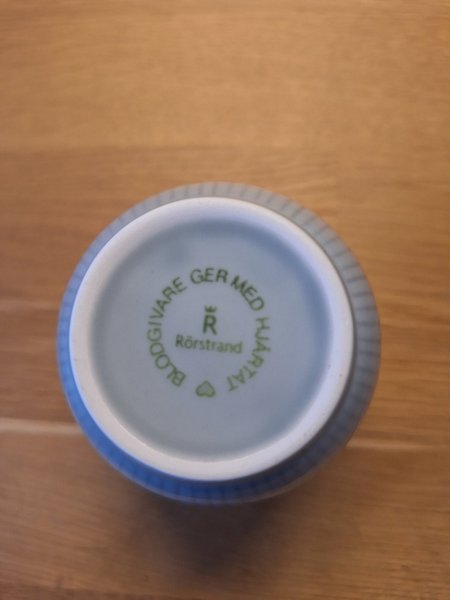 BLODGIVARE GER MED HJÄRTAT
R
Rörstrand